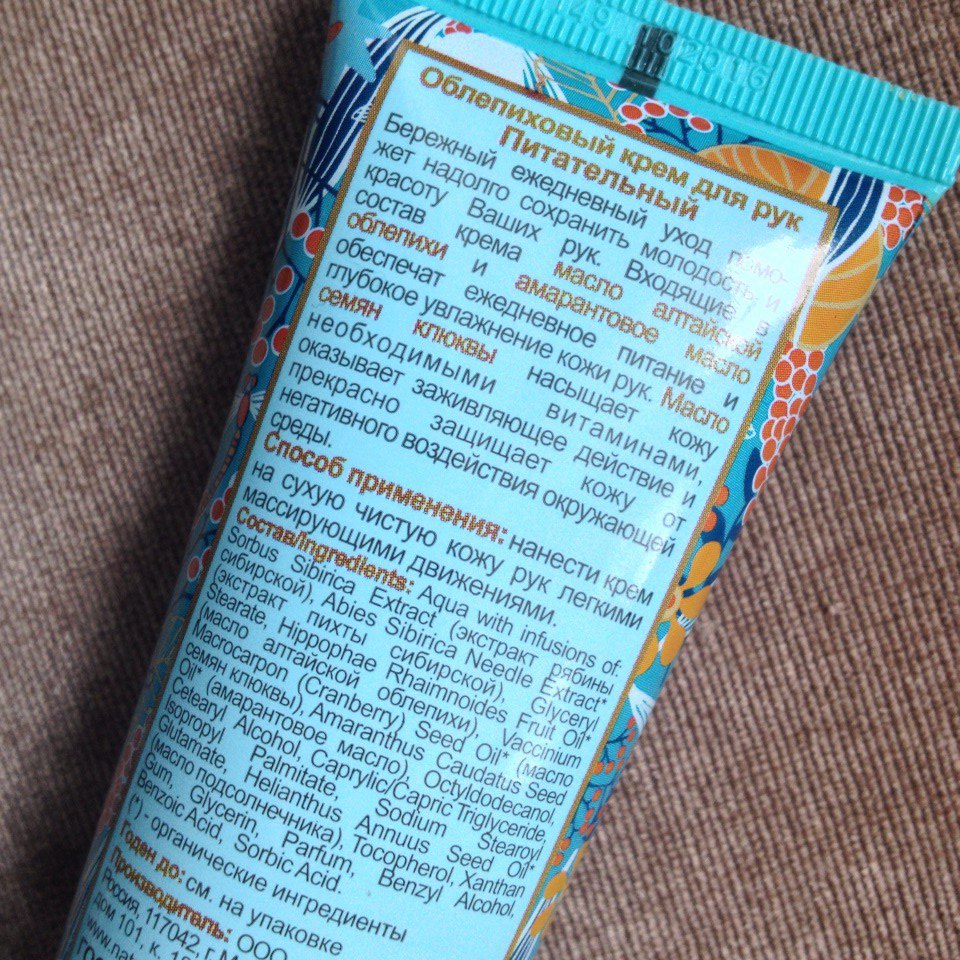 092016
Облепиховый крем для рук
Питательный
Бережный ежедневный уход помо-
жет надолго сохранить молодость и
красоту Ваших рук. Входящие в
состав крема масло алтайской
облепихи и амарантовое масло
обеспечат ежедневное питание и
глубокое увлажнение кожи рук. Масло
семян клюквы насыщает кожу
необходимыми витаминами,
оказывает заживляющее действие и
прекрасно защищает кожу от
негативного воздействия окружающей
среды.
Способ применения: нанести крем
на сухую чистую кожу рук легкими
массирующими движениями.
Состав/Ingredients: Aqua with infusions of:
Sorbus Sibirica Extract (экстракт рябины
сибирской), Abies Sibirica Needle Extract*
(экстракт пихты сибирской), Glyceryl
Stearate, Hippophae Rhaimnoides Fruit Oil*
(масло алтайской облепихи), Vaccinium
Macrocarpon (Cranberry) Seed Oil* (масло
семян клюквы), Amaranthus Caudatus Seed
Oil* (амарантовое масло), Octyldodecanol,
Cetearyl Alcohol, Caprylic/Capric Triglyceride,
Isopropyl Palmitate, Sodium Stearoyl
Glutamate, Helianthus Annuus Seed Oil*
(масло подсолнечника), Tocopherol, Xanthan
Gum, Glycerin, Parfum, Benzyl Alcohol,
Benzoic Acid, Sorbic Acid.
(*) - органические ингредиенты
Годен до: см. на упаковке
Производитель: ООО
Россия, 117042, г.М
дом 101, к.
www.nat